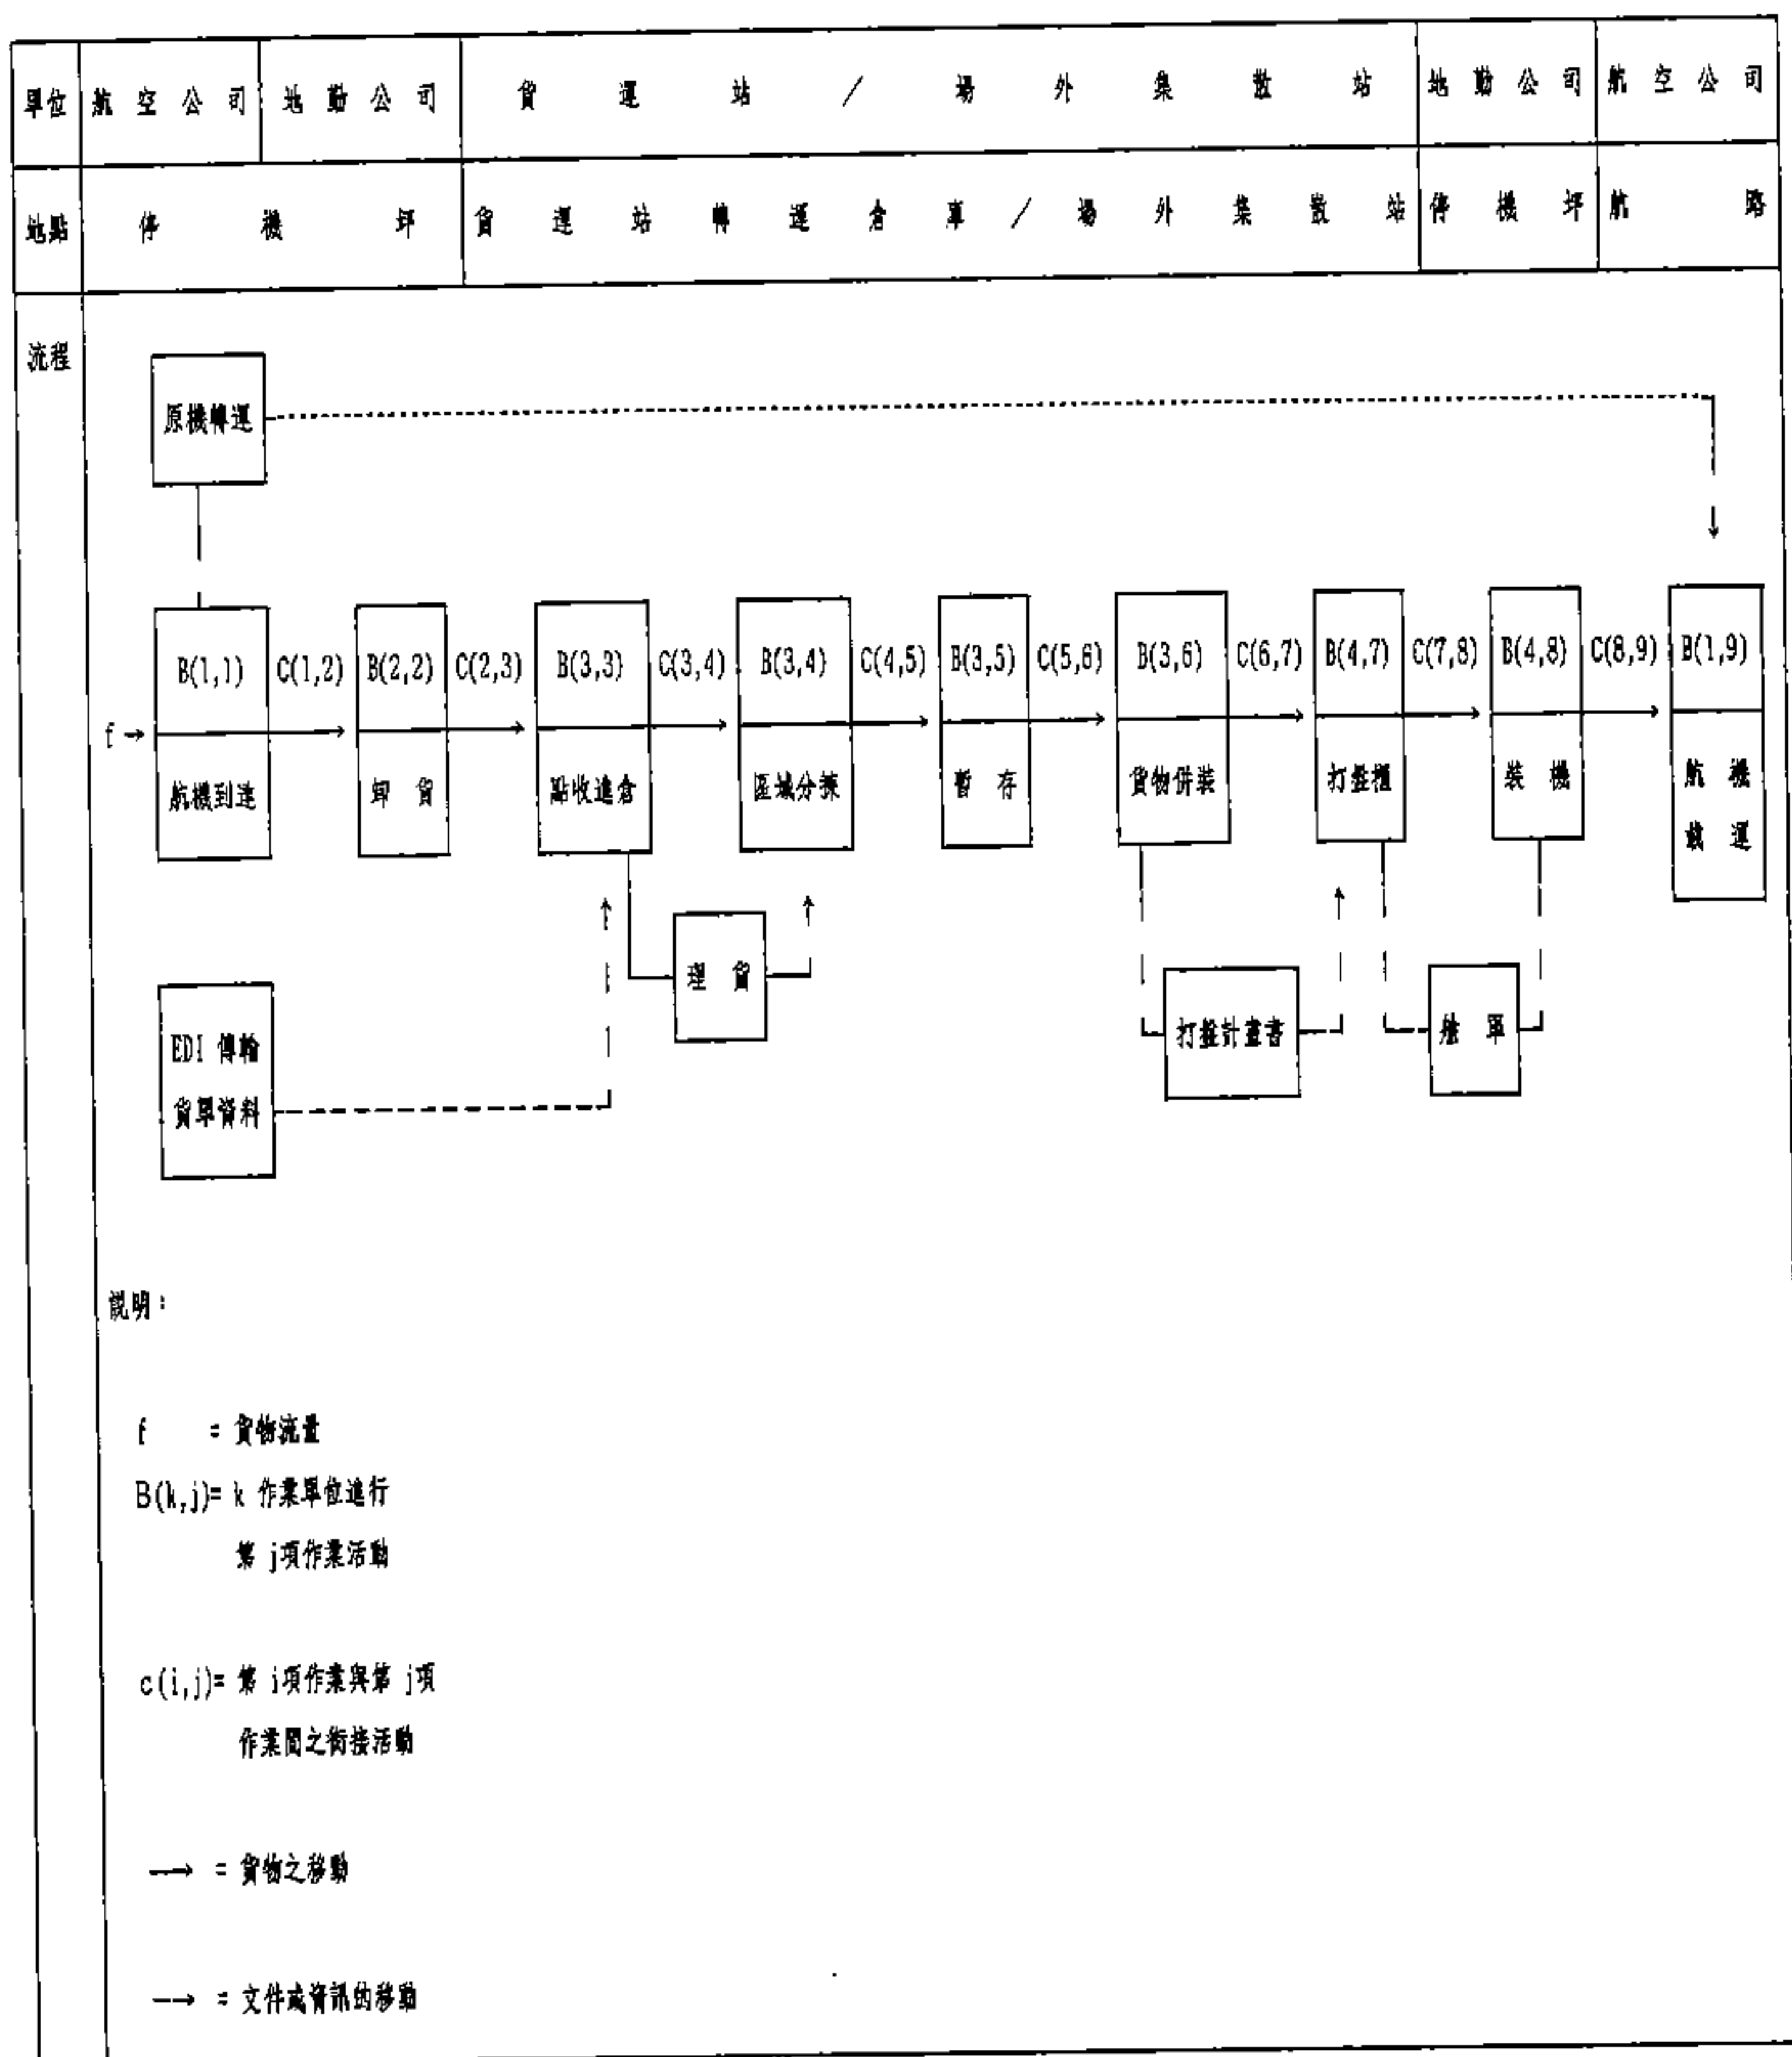 單位 航空公司 地勤公司 貨運站/場外集散站 地勤公司 航空公司
地點 停機坪 貨運站轉運倉庫/場外集散站 停機坪 航路
流程
原機轉運
B(1,1) C(1,2) B(2,2) C(2,3) B(3,3) C(3,4) B(3,4) C(4,5) B(3,5) C(5,6) B(3,6) C(6,7) B(4,7) C(7,8) B(4,8) C(8,9) B(1,9)
f →
航機到達 卸貨 點收進倉 區域分揀 暫存 貨物併裝 打盤櫃 裝機 航機
載運
理貨
EDI 傳輸
貨單資料
打盤計畫書
艙單
説明：
f = 貨物流量
B(k,j)= k 作業單位進行
第 j項作業活動
c(i,j)= 第 i項作業與第 j項
作業間之銜接活動
→ = 貨物之移動
--→ = 文件或資訊的移動